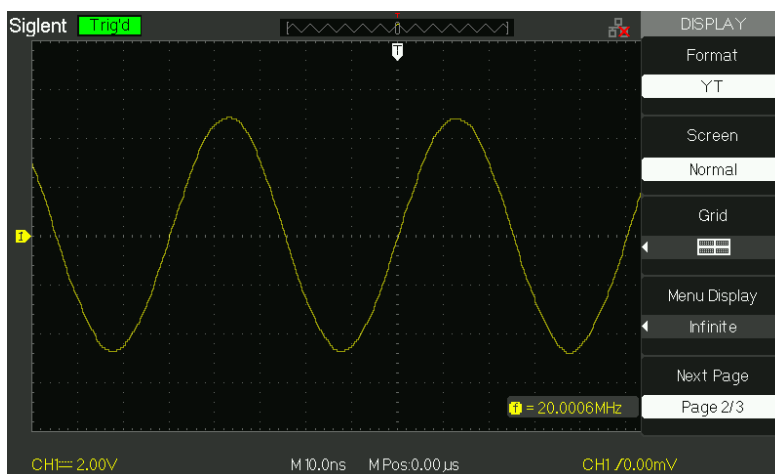 Siglent Trig'd DISPLAY
T
Format
YT
Screen
Normal
Grid
1
Menu Display
Infinite
Next Page
f = 20.0006MHz Page 2/3
CH1 2.00V M 10.0ns M Pos:0.00µs CH1 0.00mV